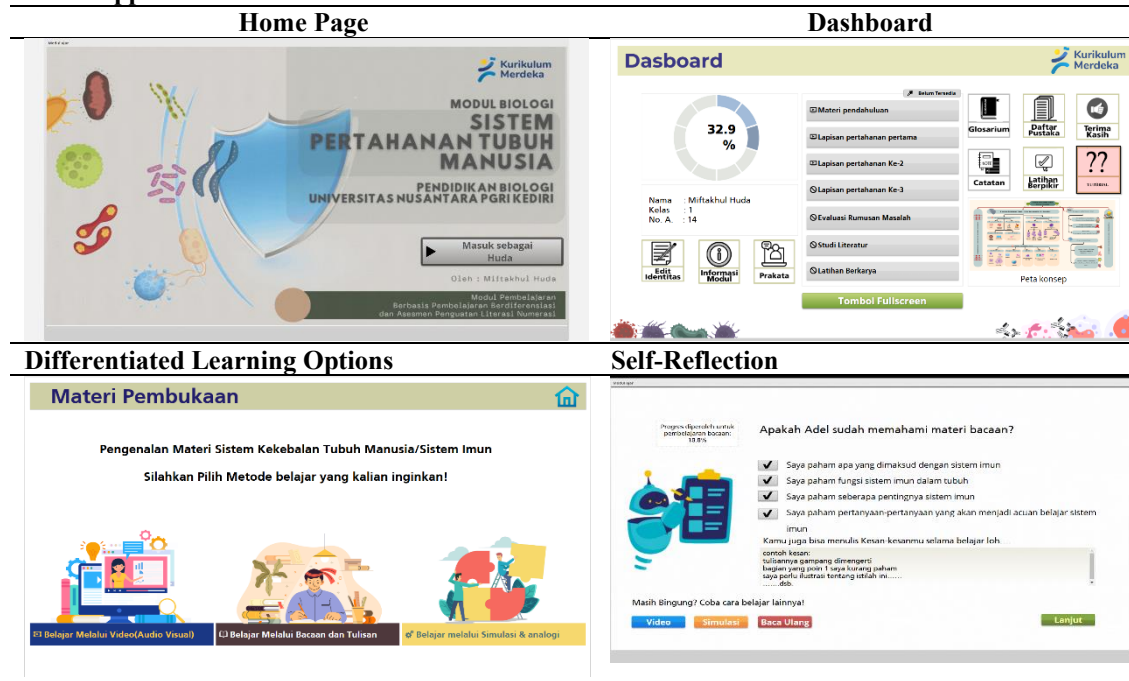 Home Page
Dashboard
Kurikulum
Merdeka
MODUL BIOLOGI
SISTEM
PERTAHANAN TUBUH
MANUSIA
PENDIDIKAN BIOLOGI
UNIVERSITAS NUSANTARA PGRI KEDIRI
Masuk sebagai
Huda
Oleh : Miftakhul Huda
Modul Pembelajaran
Berbasis Pembelajaran Berdiferensiasi
dan Asesmen Penguatan Literasi Numerasi
Dasboard
Kurikulum
Merdeka
32.9
%
Nama : Miftakhul Huda
Kelas : 1
No. A. : 14
Edit
Identitas
Informasi
Modul
Prakata
Belum Tersedia
Materi pendahuluan
Lapisan pertahanan pertama
Lapisan pertahanan Ke-2
Lapisan pertahanan Ke-3
Evaluasi Rumusan Masalah
Studi Literatur
Latihan Berkarya
Tombol Fullscreen
Glosarium
Daftar
Pustaka
Terima
Kasih
Catatan
Latihan
Berpikir
??
Peta konsep
Differentiated Learning Options
Self-Reflection
Materi Pembukaan
Pengenalan Materi Sistem Kekebalan Tubuh Manusia/Sistem Imun
Silahkan Pilih Metode belajar yang kalian inginkan!
Belajar Melalui Video(Audio Visual)
Belajar Melalui Bacaan dan Tulisan
Belajar melalui Simulasi & analogi
Progres diperoleh untuk
pembelajaran bacaan:
10.8%
Apakah Adel sudah memahami materi bacaan?
Saya paham apa yang dimaksud dengan sistem imun
Saya paham fungsi sistem imun dalam tubuh
Saya paham seberapa pentingnya sistem imun
Saya paham pertanyaan-pertanyaan yang akan menjadi acuan belajar sistem
imun
Kamu juga bisa menulis Kesan-kesanmu selama belajar loh....
contoh kesan:
tulisannya gampang dimengerti
bagian yang poin 1 saya kurang paham
saya perlu ilustrasi tentang istilah ini......
........dsb.
Masih Bingung? Coba cara belajar lainnya!
Video
Simulasi
Baca Ulang
Lanjut